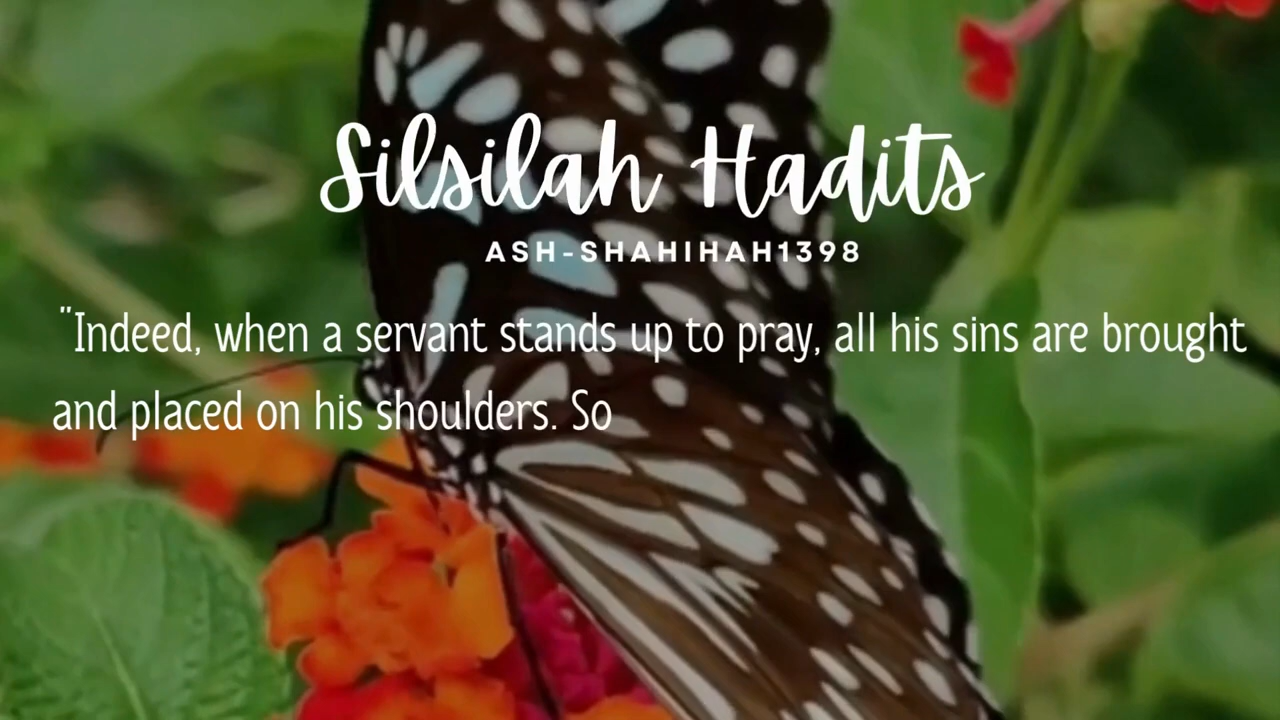 Silsilah Hadits
ASH-SHAHIHAH1398
"Indeed, when a servant stands up to pray, all his sins are brought
and placed on his shoulders. So